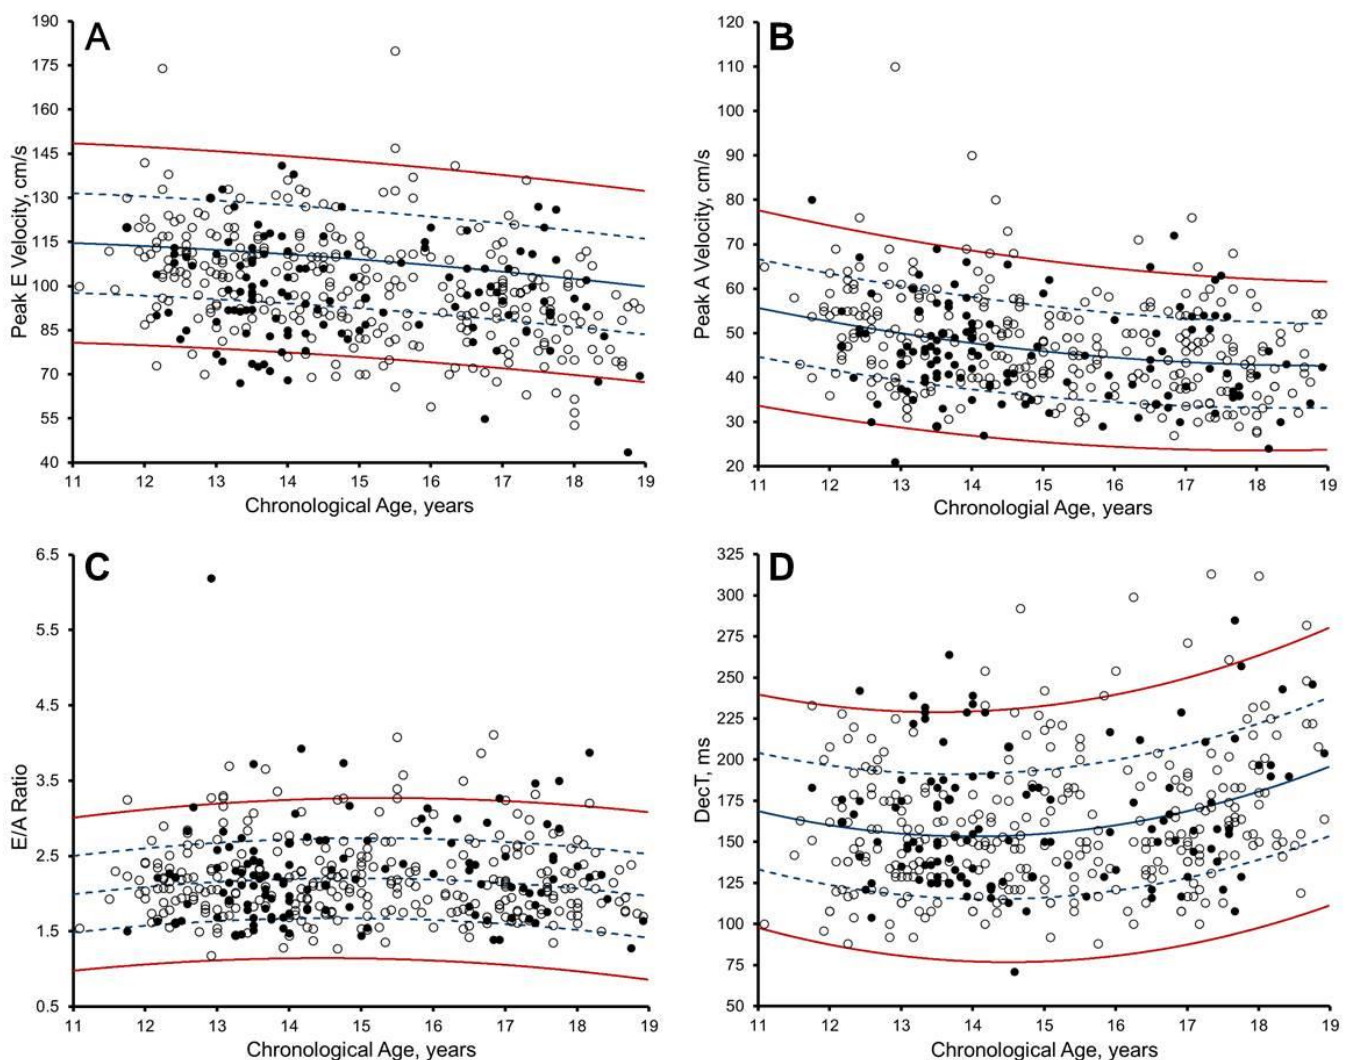 A
Peak E Velocity, cm/s
190
175
160
145
130
115
100
85
70
55
40
11 12 13 14 15 16 17 18 19
Chronological Age, years
B
Peak A Velocity, cm/s
120
110
100
90
80
70
60
50
40
30
20
11 12 13 14 15 16 17 18 19
Chronologial Age, years
C
E/A Ratio
6.5
5.5
4.5
3.5
2.5
1.5
0.5
11 12 13 14 15 16 17 18 19
Chronological Age, years
D
DecT, ms
325
300
275
250
225
200
175
150
125
100
75
50
11 12 13 14 15 16 17 18 19
Chronological Age, years